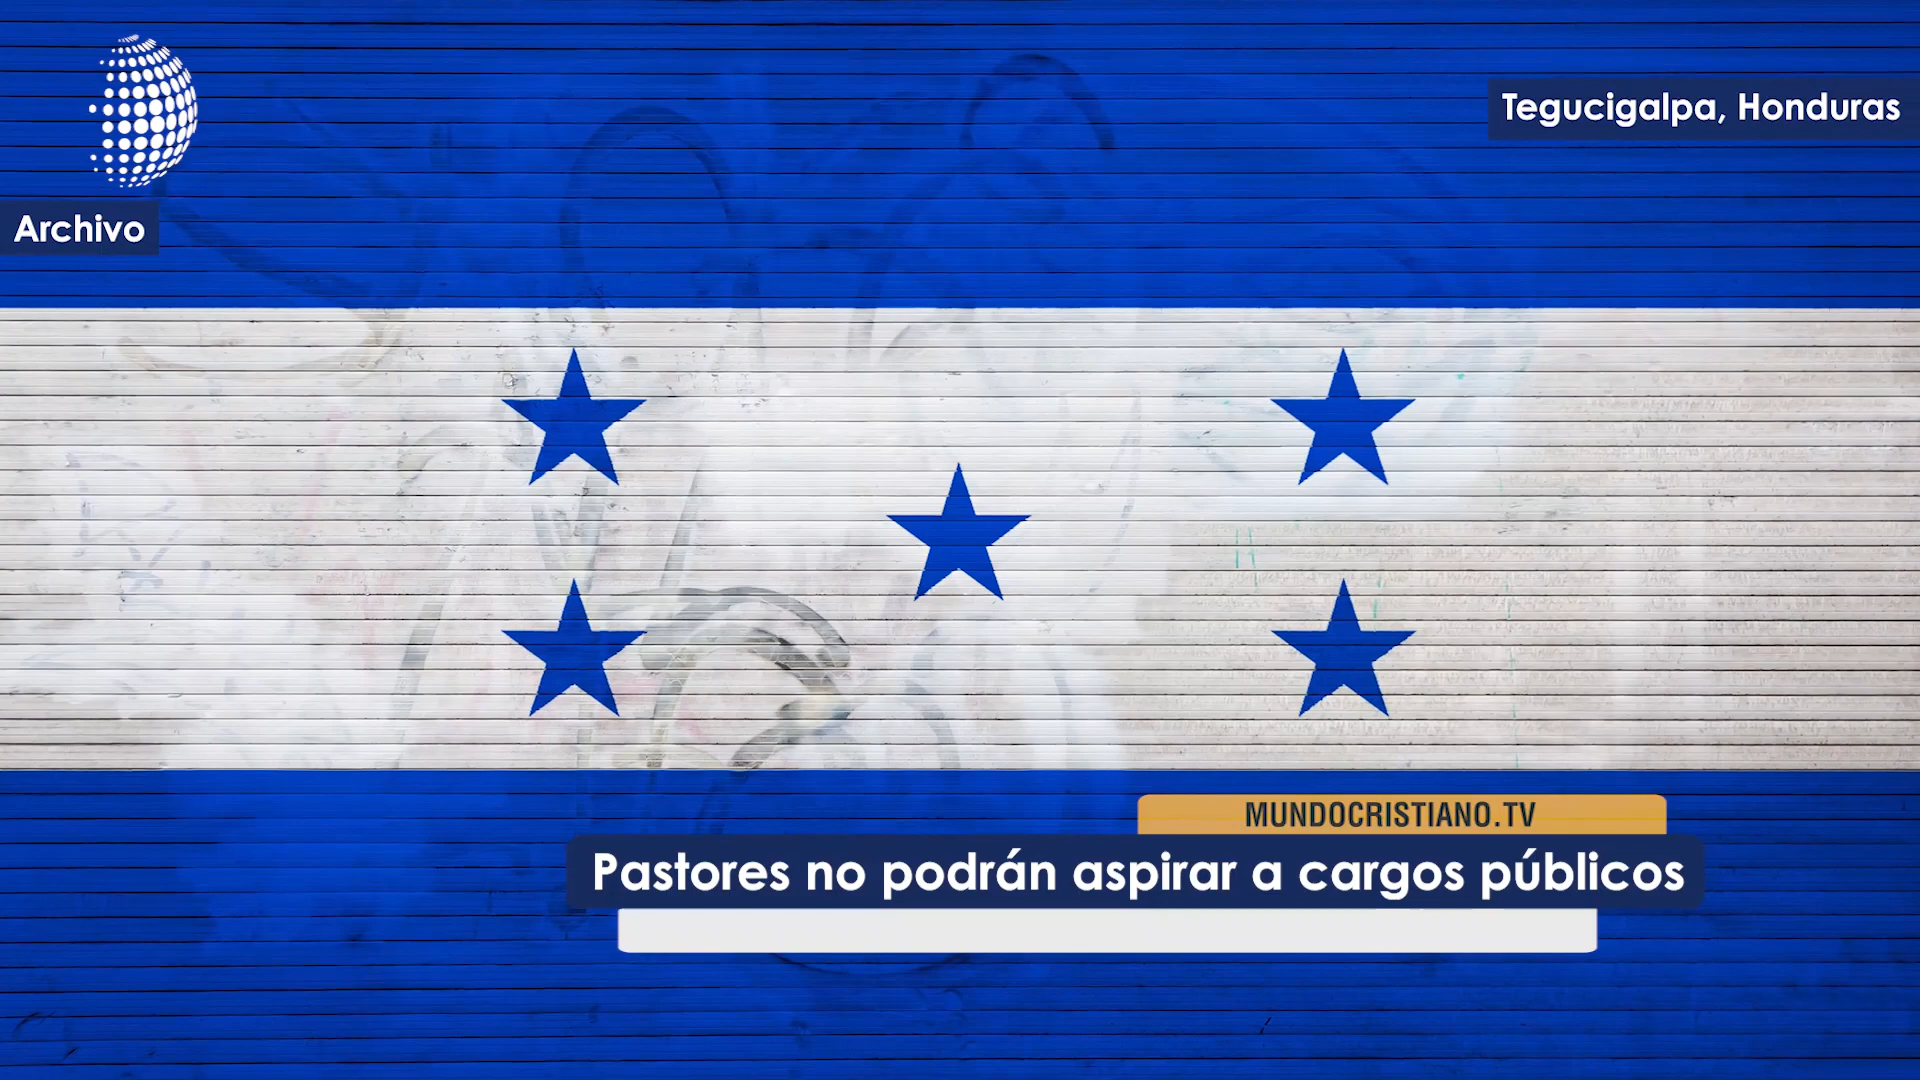 Tegucigalpa, Honduras
Archivo
MUNDOCRISTIANO.TV
Pastores no podrán aspirar a cargos públicos